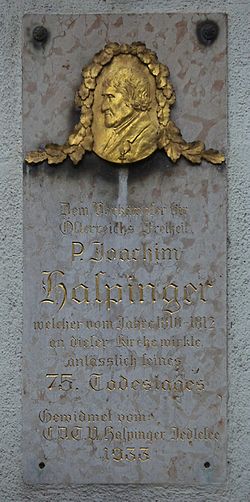 Dem Vorkämpfer für
Österreichs Freiheit
P. Joachim
Haspinger
welcher vom Jahre 1810-1812
an dieser Kirche wirkte
anlässlich seines
75. Todestages
Gewidmet vom
Haspinger Jedlesee
1933